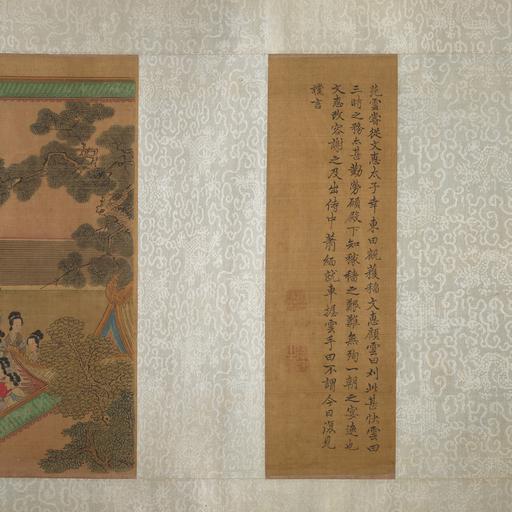 范雲嘗從文惠太子幸東田觀穫稻文惠顧雲曰刈此甚快雲曰
三時之務亦甚勤勞願殿下知稼穡之艱難無殉一朝之宴逸也
文惠改容謝之及出侍中蕭緬就車握雲手曰不謂今日復見
讜言